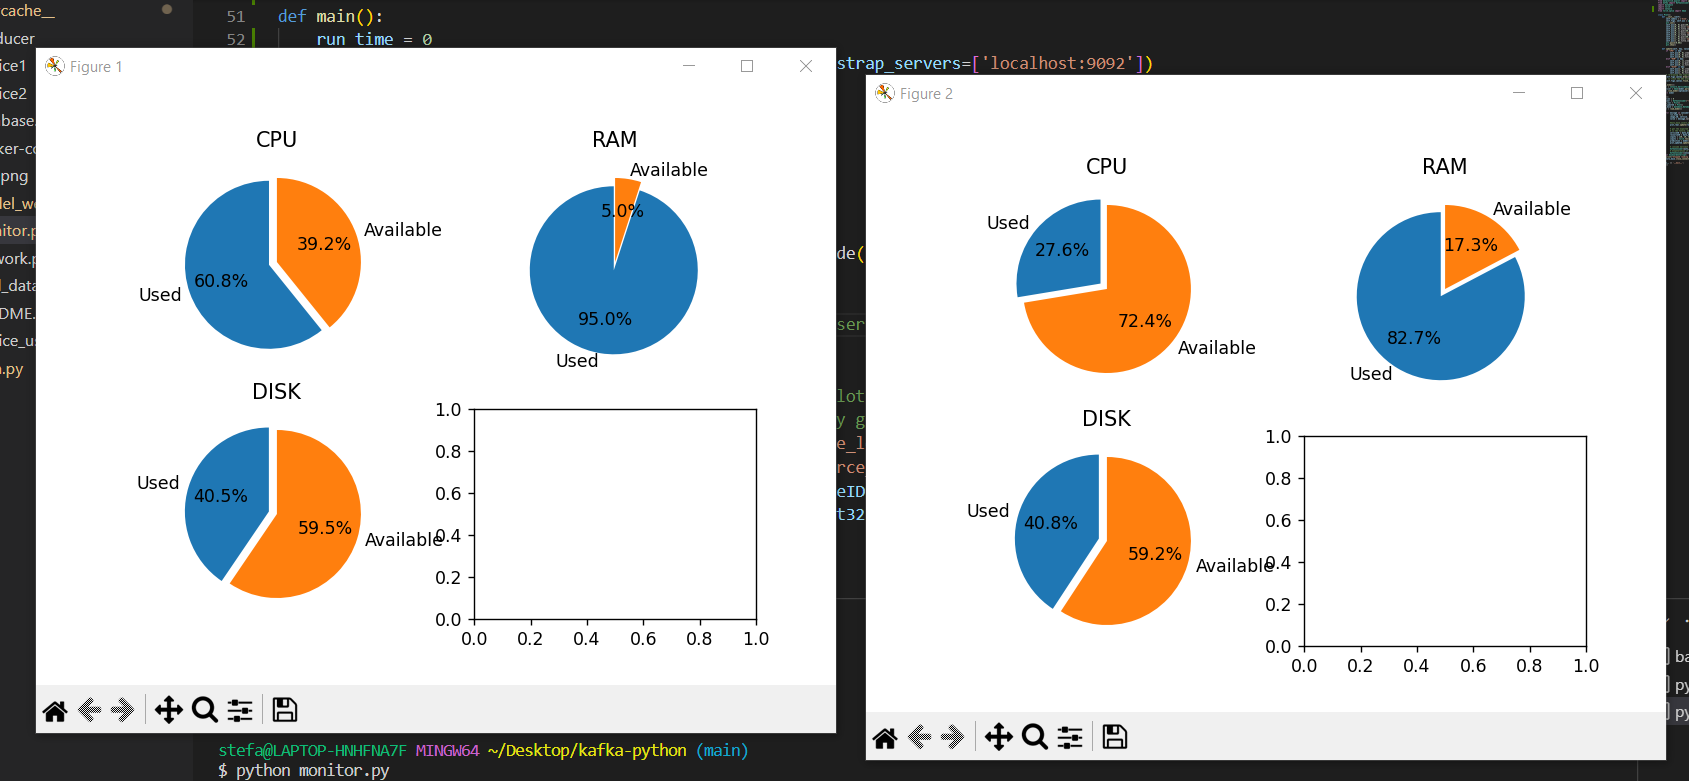 cache__
51 def main():
52 run_time = 0
ducer
ice1
ice2
base.
ker-co
png
del_we
nitor.p
work.p
l_data
DME.
ice_us
.py
strap_servers=['localhost:9092'])
de(
ser
lot
y g
e_l
rce
eID
t32
Figure 1
CPU
39.2%
Available
60.8%
Used
RAM
Available
5.0%
95.0%
Used
DISK
Used
40.5%
59.5%
Available
1.0
0.8
0.6
0.4
0.2
0.0
0.0 0.2 0.4 0.6 0.8 1.0
Figure 2
CPU
Used
27.6%
72.4%
Available
RAM
Available
17.3%
82.7%
Used
DISK
Used
40.8%
59.2%
Available
1.0
0.8
0.6
0.4
0.2
0.0
0.0 0.2 0.4 0.6 0.8 1.0
ba
py
py
stefa@LAPTOP-HNHFNA7F MINGW64 ~/Desktop/kafka-python (main)
$ python monitor.py